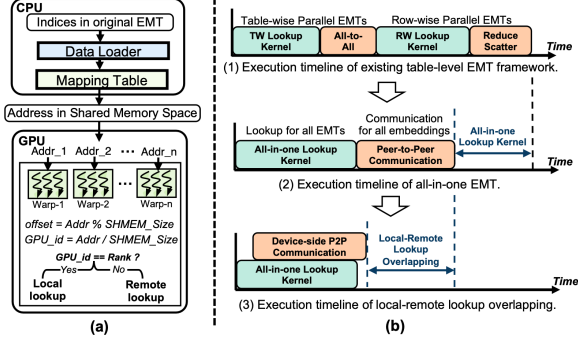 CPU
Indices in original EMT
Data Loader
Mapping Table
Address in Shared Memory Space
GPU
Addr_1 Addr_2 ··· Addr_n
Warp-1 Warp-2 ··· Warp-n
offset = Addr % SHMEM_Size
GPU_id = Addr / SHMEM_Size
GPU_id == Rank ?
Yes No
Local lookup
Remote lookup
(a)
Table-wise Parallel EMTs Row-wise Parallel EMTs
TW Lookup Kernel
All-to-All
RW Lookup Kernel
Reduce Scatter
Time
(1) Execution timeline of existing table-level EMT framework.
Lookup for all EMTs
Communication for all embeddings
All-in-one Lookup Kernel
Peer-to-Peer Communication
All-in-one Lookup Kernel
Time
(2) Execution timeline of all-in-one EMT.
Device-side P2P Communication
All-in-one Lookup Kernel
Local-Remote Lookup Overlapping
Time
(3) Execution timeline of local-remote lookup overlapping.
(b)